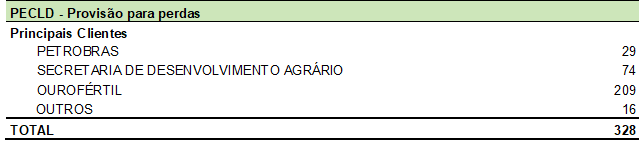 PECLD - Provisão para perdas
Principais Clientes
PETROBRAS 29
SECRETARIA DE DESENVOLVIMENTO AGRÁRIO 74
OUROFÉRTIL 209
OUTROS 16
TOTAL 328